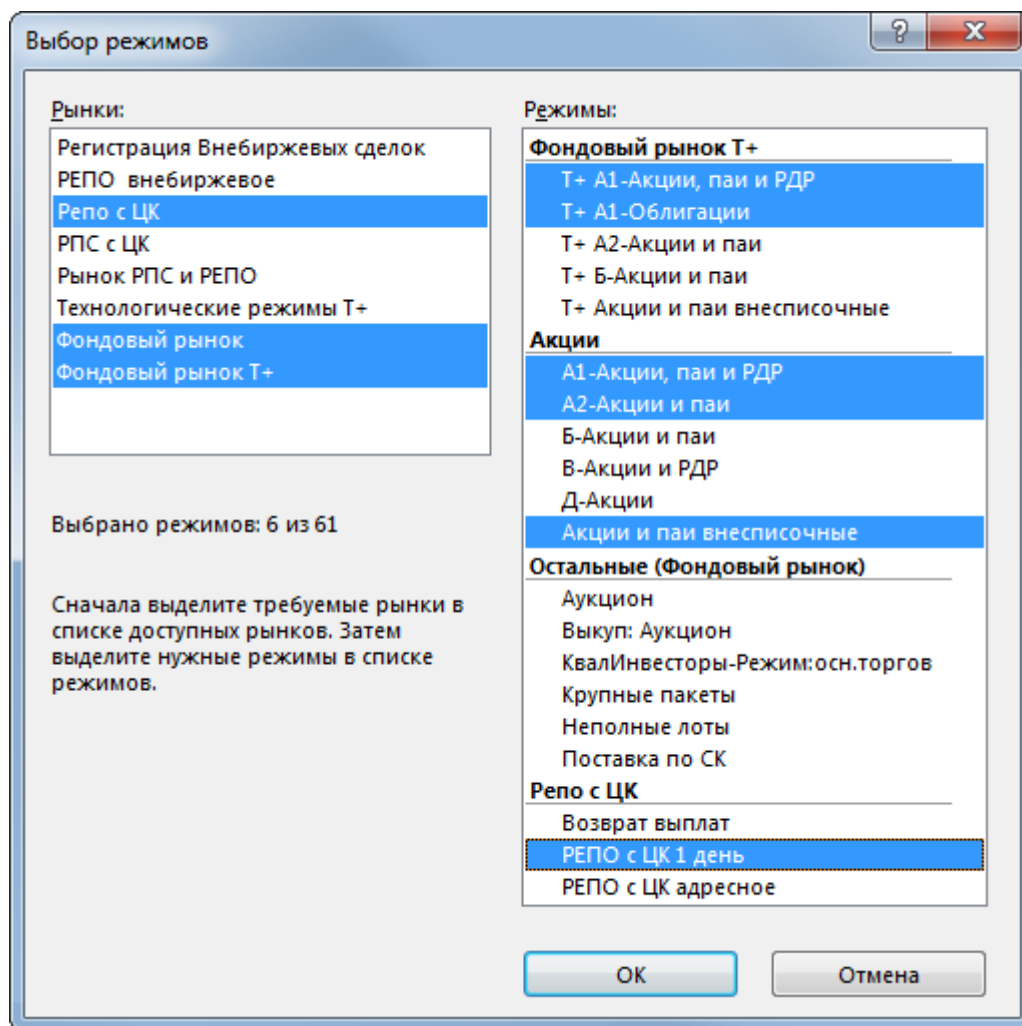 Выбор режимов
Рынки:
Регистрация Внебиржевых сделок
РЕПО  внебиржевое
Репо с ЦК
РПС с ЦК
Рынок РПС и РЕПО
Технологические режимы Т+
Фондовый рынок
Фондовый рынок Т+
Выбрано режимов: 6 из 61
Сначала выделите требуемые рынки в
списке доступных рынков. Затем
выделите нужные режимы в списке
режимов.
Режимы:
Фондовый рынок Т+
Т+ А1-Акции, паи и РДР
Т+ А1-Облигации
Т+ А2-Акции и паи
Т+ Б-Акции и паи
Т+ Акции и паи внесписочные
Акции
А1-Акции, паи и РДР
А2-Акции и паи
Б-Акции и паи
В-Акции и РДР
Д-Акции
Акции и паи внесписочные
Остальные (Фондовый рынок)
Аукцион
Выкуп: Аукцион
КвалИнвесторы-Режим:осн.торгов
Крупные пакеты
Неполные лоты
Поставка по СК
Репо с ЦК
Возврат выплат
РЕПО с ЦК 1 день
РЕПО с ЦК адресное
ОК
Отмена